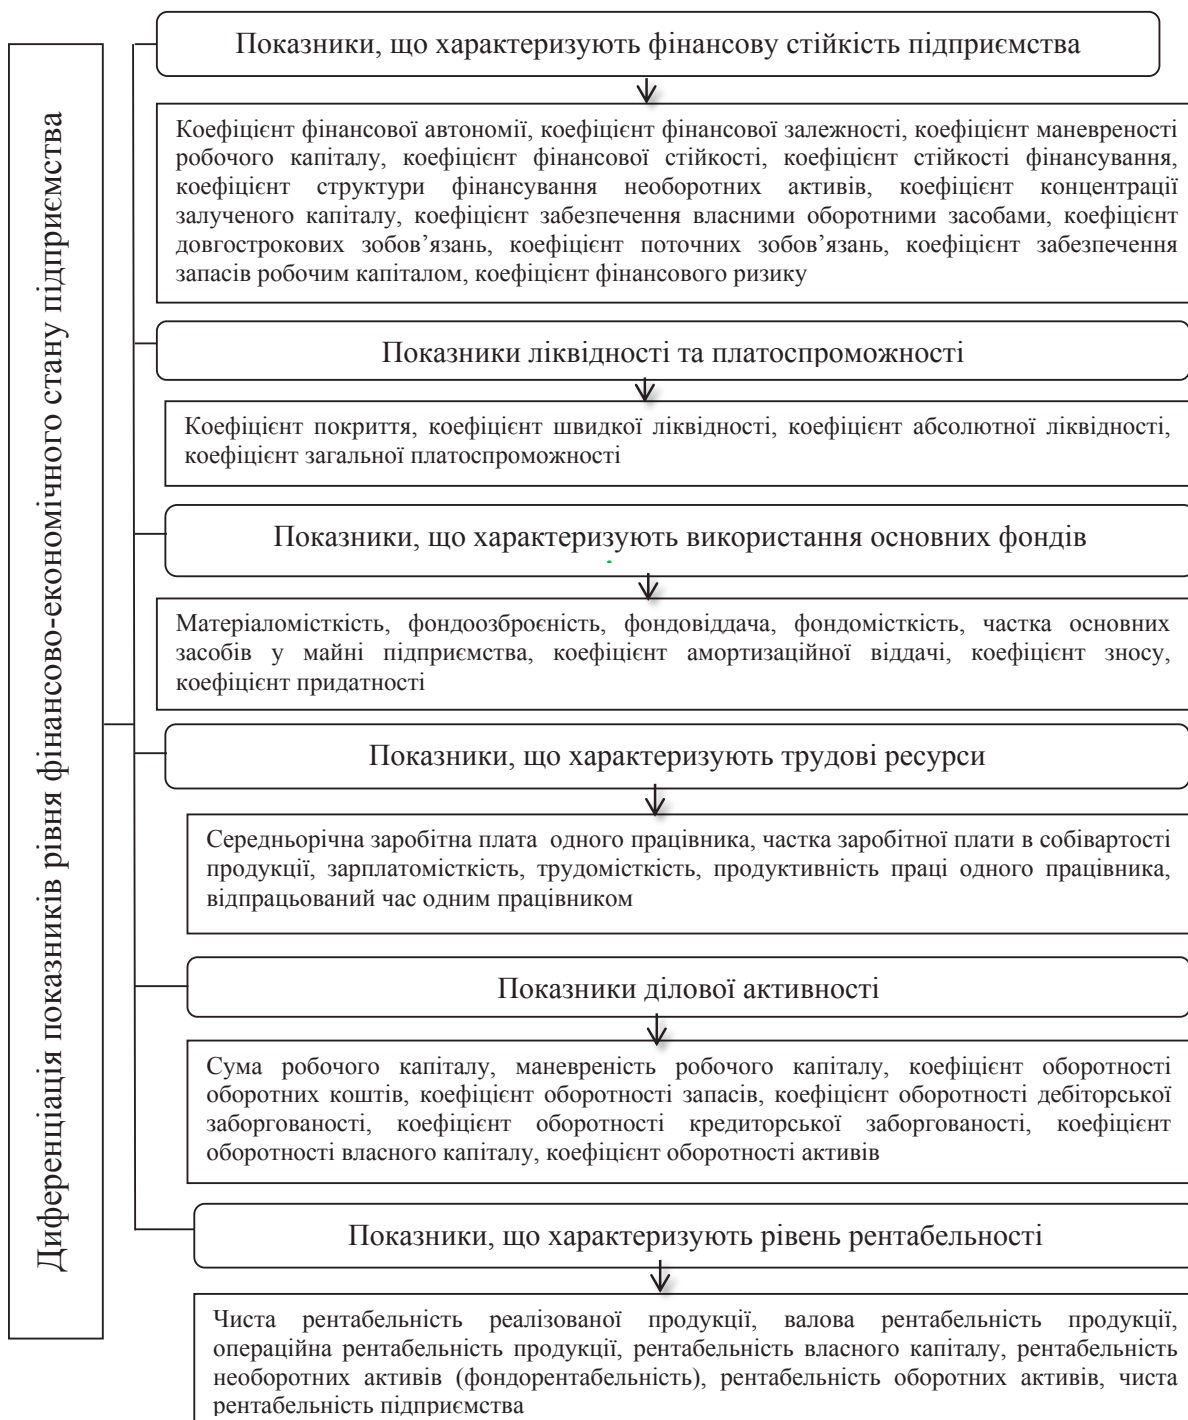 Диференціація показників рівня фінансово-економічного стану підприємства
Показники, що характеризують фінансову стійкість підприємства
Коефіцієнт фінансової автономії, коефіцієнт фінансової залежності, коефіцієнт маневреності
робочого капіталу, коефіцієнт фінансової стійкості, коефіцієнт стійкості фінансування,
коефіцієнт структури фінансування необоротних активів, коефіцієнт концентрації
залученого капіталу, коефіцієнт забезпечення власними оборотними засобами, коефіцієнт
довгострокових зобов’язань, коефіцієнт поточних зобов’язань, коефіцієнт забезпечення
запасів робочим капіталом, коефіцієнт фінансового ризику
Показники ліквідності та платоспроможності
Коефіцієнт покриття, коефіцієнт швидкої ліквідності, коефіцієнт абсолютної ліквідності,
коефіцієнт загальної платоспроможності
Показники, що характеризують використання основних фондів
Матеріаломісткість, фондоозброєність, фондовіддача, фондомісткість, частка основних
засобів у майні підприємства, коефіцієнт амортизаційної віддачі, коефіцієнт зносу,
коефіцієнт придатності
Показники, що характеризують трудові ресурси
Середньорічна заробітна плата одного працівника, частка заробітної плати в собівартості
продукції, зарплатомісткість, трудомісткість, продуктивність праці одного працівника,
відпрацьований час одним працівником
Показники ділової активності
Сума робочого капіталу, маневреність робочого капіталу, коефіцієнт оборотності
оборотних коштів, коефіцієнт оборотності запасів, коефіцієнт оборотності дебіторської
заборгованості, коефіцієнт оборотності кредиторської заборгованості, коефіцієнт
оборотності власного капіталу, коефіцієнт оборотності активів
Показники, що характеризують рівень рентабельності
Чиста рентабельність реалізованої продукції, валова рентабельність продукції,
операційна рентабельність продукції, рентабельність власного капіталу, рентабельність
необоротних активів (фондорентабельність), рентабельність оборотних активів, чиста
рентабельність підприємства